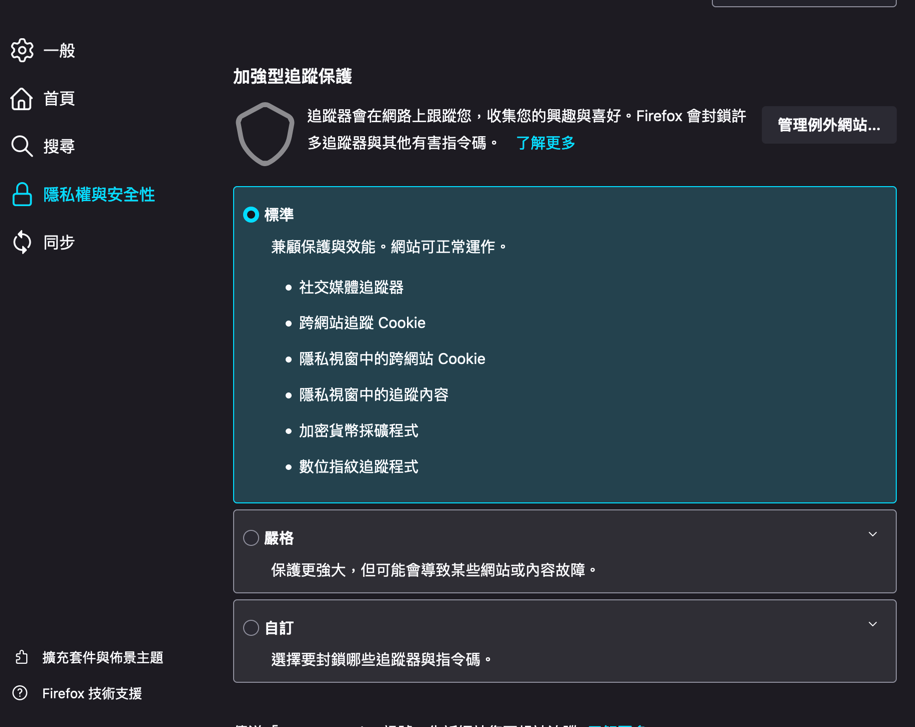 一般
首頁
搜尋
隱私權與安全性
同步
擴充套件與佈景主題
Firefox 技術支援
加強型追蹤保護
追蹤器會在網路上跟蹤您，收集您的興趣與喜好。Firefox 會封鎖許
多追蹤器與其他有害指令碼。 了解更多
管理例外網站...
標準
兼顧保護與效能。網站可正常運作。
• 社交媒體追蹤器
• 跨網站追蹤 Cookie
• 隱私視窗中的跨網站 Cookie
• 隱私視窗中的追蹤內容
• 加密貨幣採礦程式
• 數位指紋追蹤程式
嚴格
保護更強大，但可能會導致某些網站或內容故障。
自訂
選擇要封鎖哪些追蹤器與指令碼。